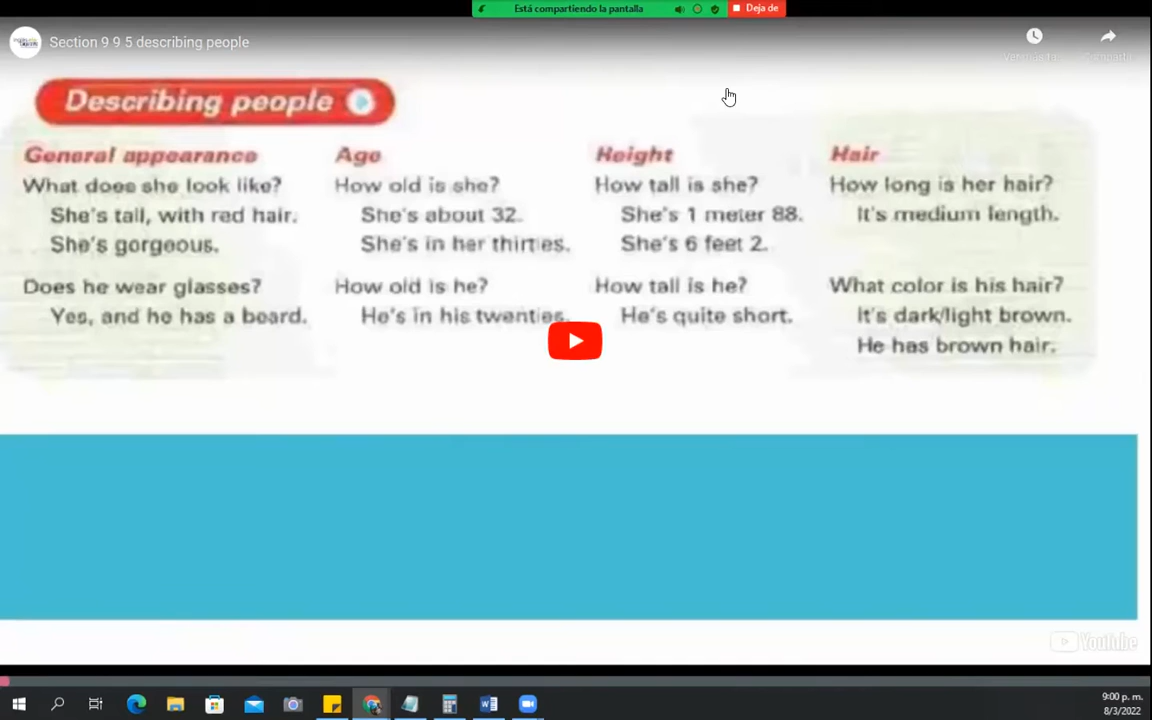 Está compartiendo la pantalla
Deja de
Section 9 9 5 describing people
Describing people
General appearance
What does she look like?
She's tall, with red hair.
She's gorgeous.
Does he wear glasses?
Yes, and he has a beard.
Age
How old is she?
She's about 32.
She's in her thirties.
How old is he?
He's in his twenties.
Height
How tall is she?
She's 1 meter 88.
She's 6 feet 2.
How tall is he?
He's quite short.
Hair
How long is her hair?
It's medium length.
What color is his hair?
It's dark/light brown.
He has brown hair.
YouTube
9:00 p. m.
8/3/2022